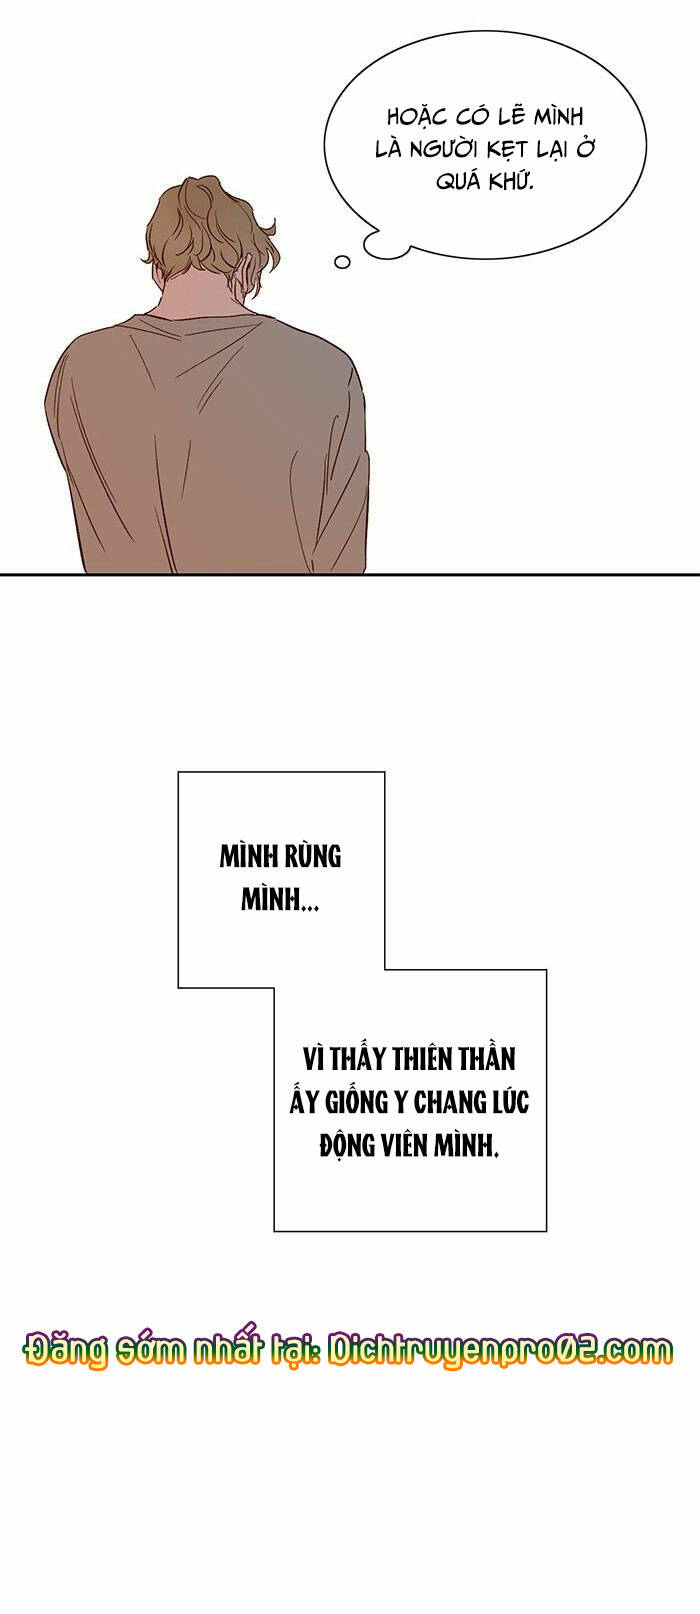 HOẶC CÓ LẼ MÌNH
LÀ NGƯỜI KẸT LẠI Ở
QUÁ KHỨ.
MÌNH RÙNG
MÌNH...
VÌ THẤY THIÊN THẦN
ẤY GIỐNG Y CHANG LÚC
ĐỘNG VIÊN MÌNH.
Đăng sớm nhất tại: Dichtruyenpro02.com